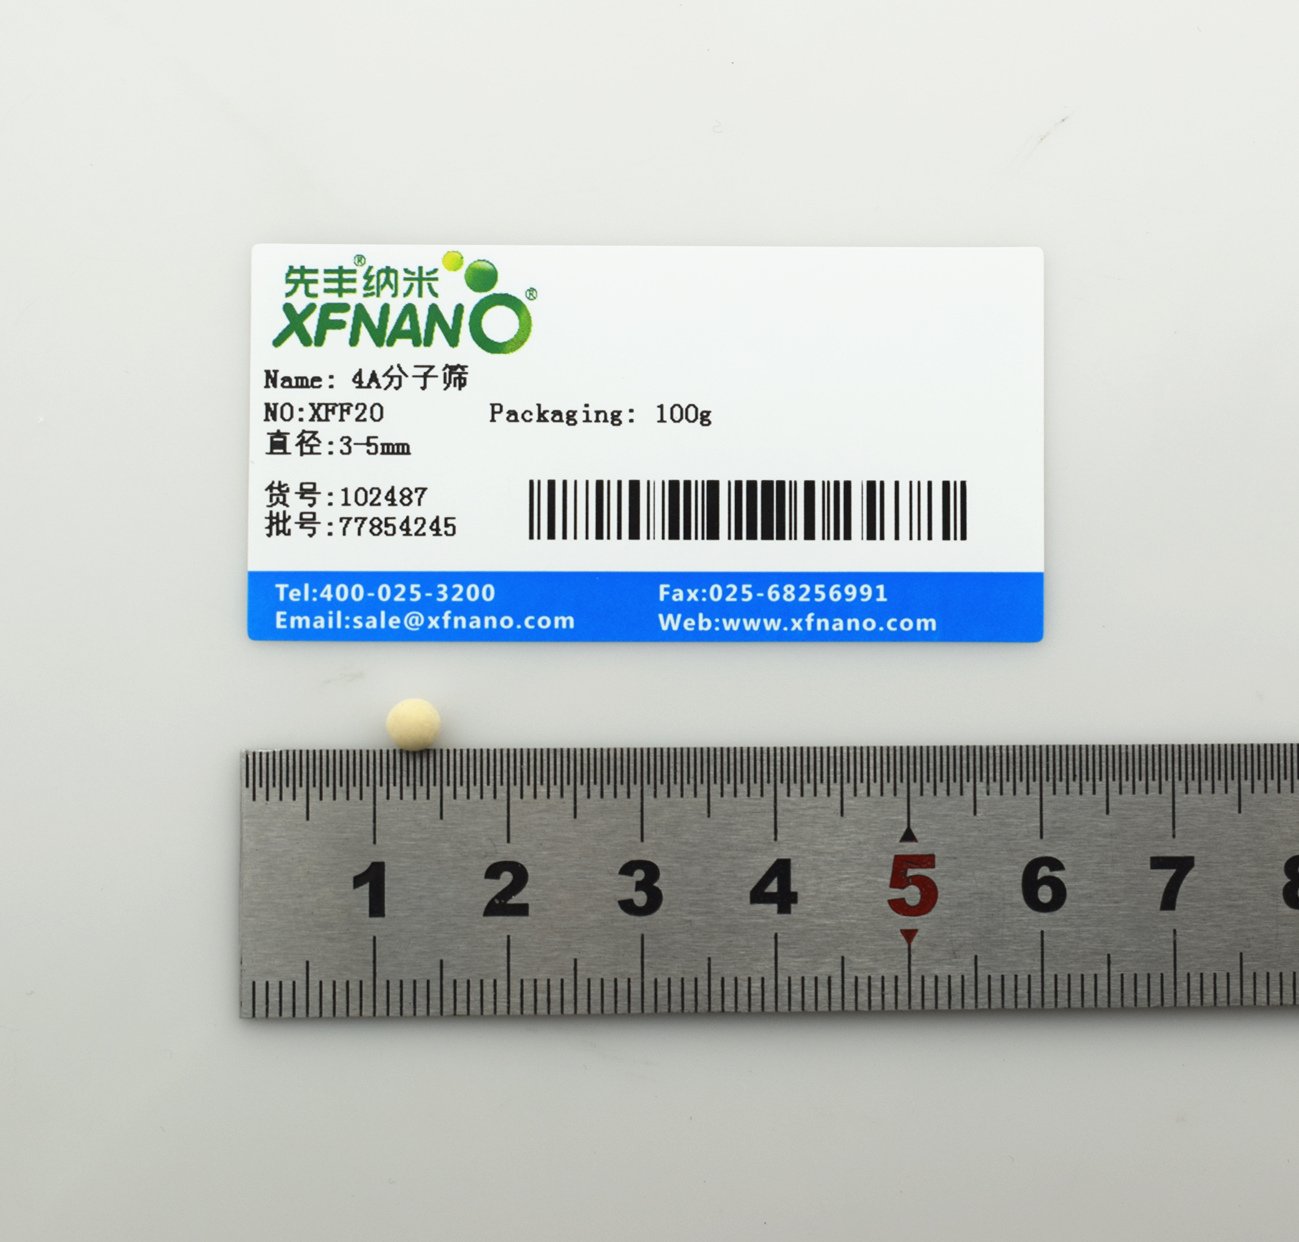 先丰®纳米
XFNANO®
Name: 4A分子筛
NO:XFF20 Packaging: 100g
直径:3-5mm
货号:102487
批号:77854245
Tel:400-025-3200 Fax:025-68256991
Email:sale@xfnano.com Web:www.xfnano.com
1 2 3 4 5 6 7 8